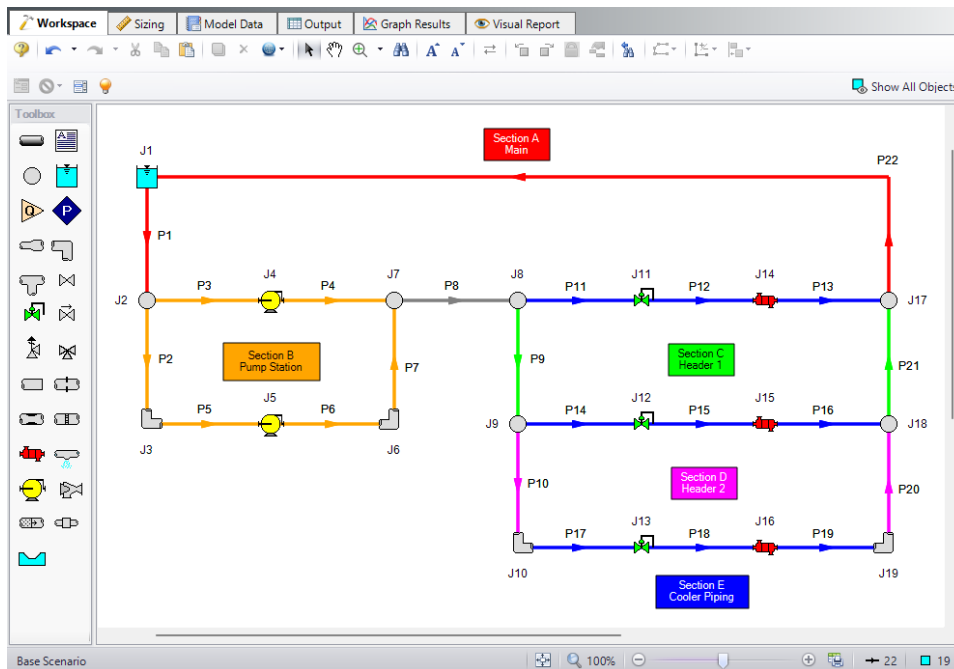 Workspace Sizing Model Data Output Graph Results Visual Report
A A
Show All Objects
Toolbox
A
Q
P
Section A
Main
J1
P22
P1
J4 J7 J8 J11 J14
P3 P4 P8 P11 P12 P13
J2 J17
Section B
Pump Station
Section C
Header 1
P2 P7 P9 P21
J5 J12 J15
P5 P6 J9 P14 P15 P16 J18
J3 J6
Section D
Header 2
P10 P20
J13 J16
P17 P18 P19
J10 J19
Section E
Cooler Piping
Base Scenario 100% 22 19